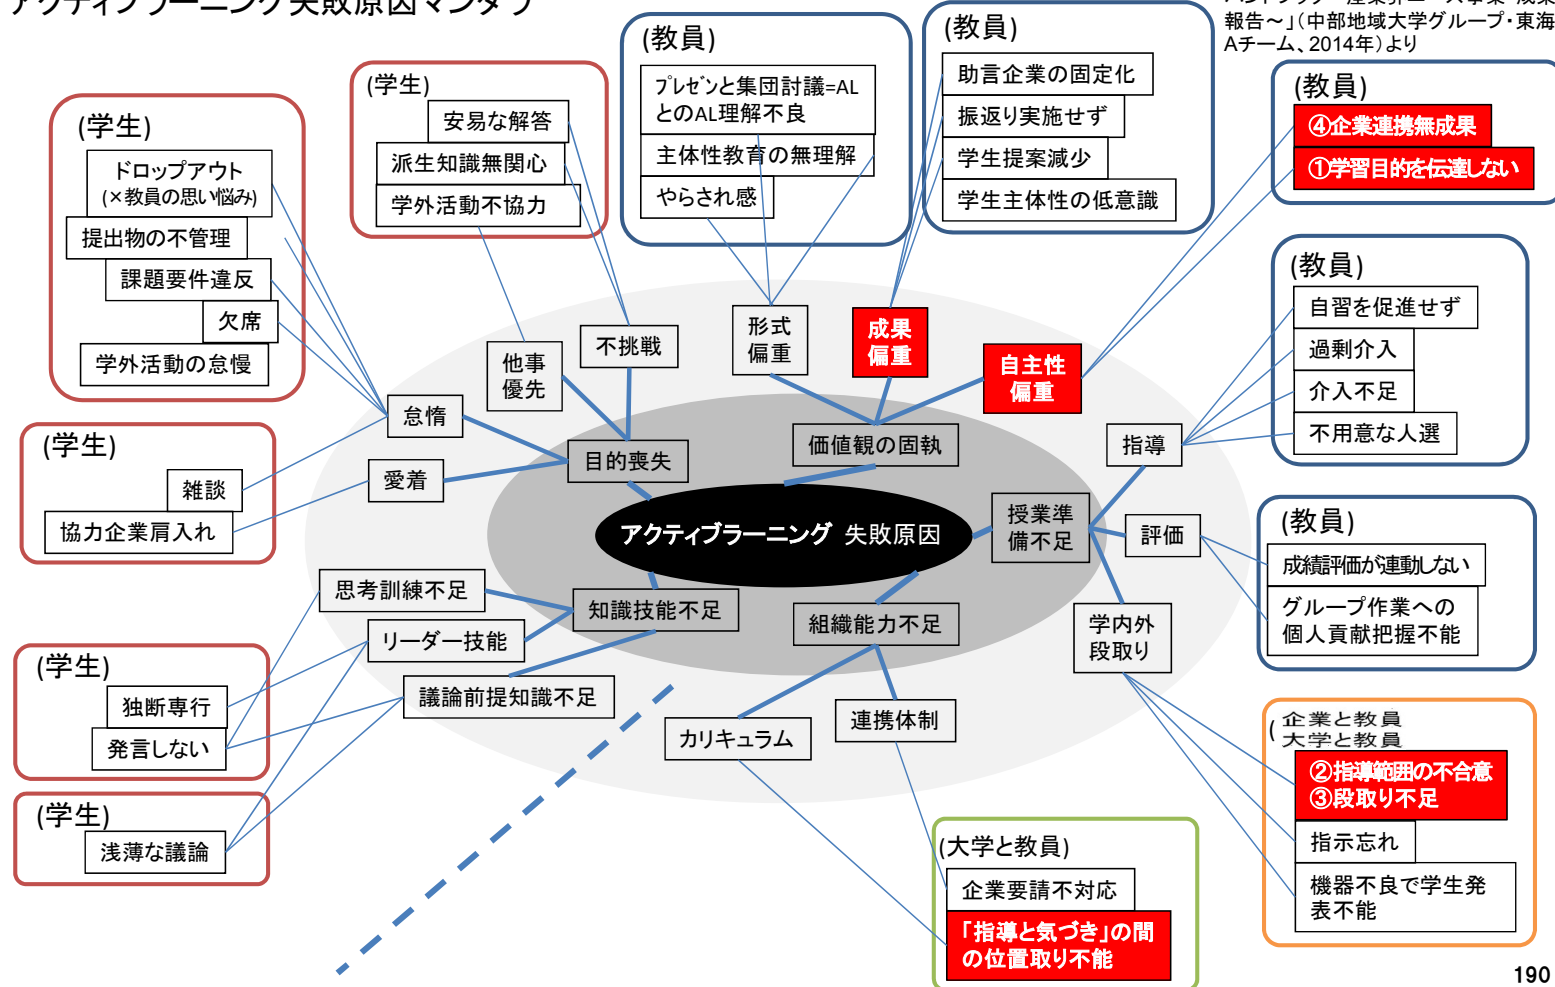 アクティブラーニング失敗原因マンダラ
報告~」(中部地域大学グループ・東海
Aチーム、2014年)より
(学生)
ドロップアウト
(×教員の思い悩み)
提出物の不管理
課題要件違反
欠席
学外活動の怠慢
(学生)
安易な解答
派生知識無関心
学外活動不協力
(教員)
プレゼンと集団討議=AL
とのAL理解不良
主体性教育の無理解
やらされ感
(教員)
助言企業の固定化
振返り実施せず
学生提案減少
学生主体性の低意識
(教員)
④企業連携無成果
①学習目的を伝達しない
(教員)
自習を促進せず
過剰介入
介入不足
不用意な人選
他事
優先
不挑戦
形式
偏重
成果
偏重
自主性
偏重
怠惰
愛着
目的喪失
価値観の固執
指導
(学生)
雑談
協力企業肩入れ
アクティブラーニング 失敗原因
授業準
備不足
評価
(教員)
成績評価が連動しない
グループ作業への
個人貢献把握不能
思考訓練不足
リーダー技能
議論前提知識不足
知識技能不足
組織能力不足
学内外
段取り
カリキュラム
連携体制
(学生)
独断専行
発言しない
(学生)
浅薄な議論
(企業と教員
大学と教員
②指導範囲の不合意
③段取り不足
指示忘れ
機器不良で学生発
表不能
(大学と教員)
企業要請不対応
「指導と気づき」の間
の位置取り不能
190